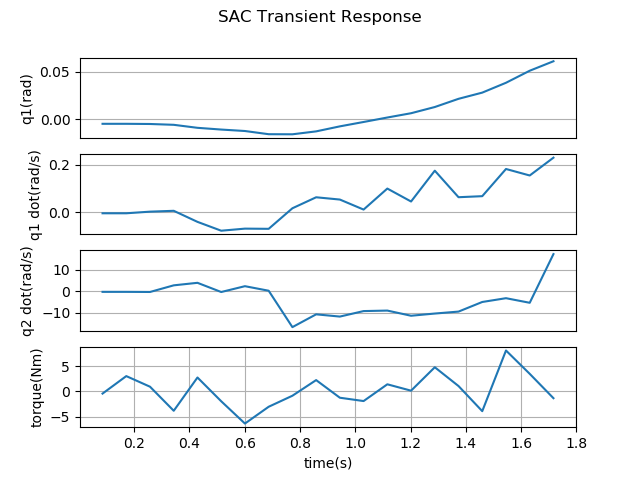 SAC Transient Response
q1(rad)
0.05
0.00
q1 dot(rad/s)
0.2
0.0
q2 dot(rad/s)
10
0
−10
torque(Nm)
5
0
−5
0.2 0.4 0.6 0.8 1.0 1.2 1.4 1.6 1.8
time(s)